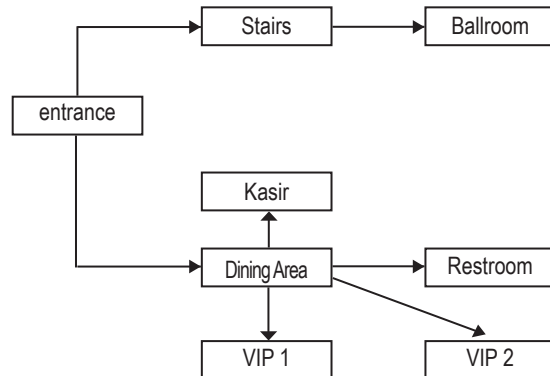 Stairs
Ballroom
entrance
Kasir
Dining Area
Restroom
VIP 1
VIP 2